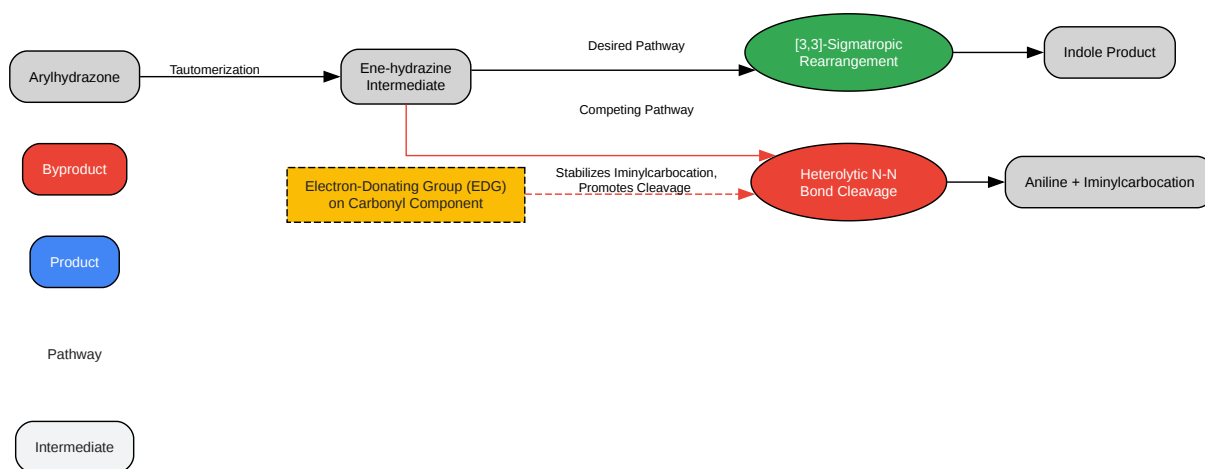 Arylhydrazone
Tautomerization
Ene-hydrazine
Intermediate
Desired Pathway
[3,3]-Sigmatropic
Rearrangement
Indole Product
Competing Pathway
Byproduct
Electron-Donating Group (EDG)
on Carbonyl Component
Stabilizes Iminylcarbocation,
Promotes Cleavage
Heterolytic N-N
Bond Cleavage
Aniline + Iminylcarbocation
Product
Pathway
Intermediate